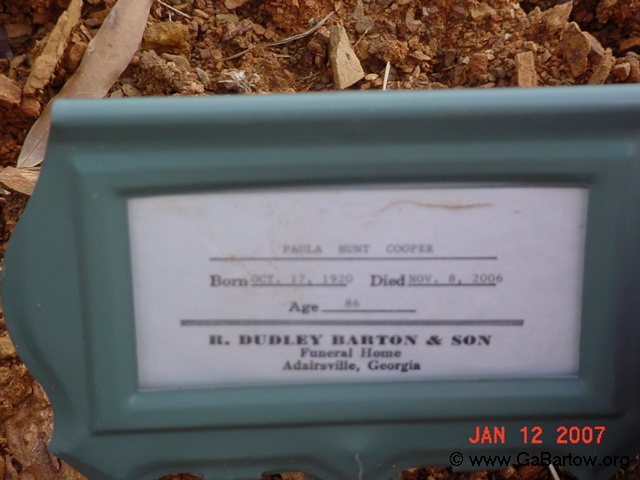 PAULA HUNT COOPER
Born OCT. 17, 1920 Died NOV. 8, 2006
Age 86
R. DUDLEY BARTON & SON
Funeral Home
Adairsville, Georgia
JAN 12 2007
© www.GaBartow.org